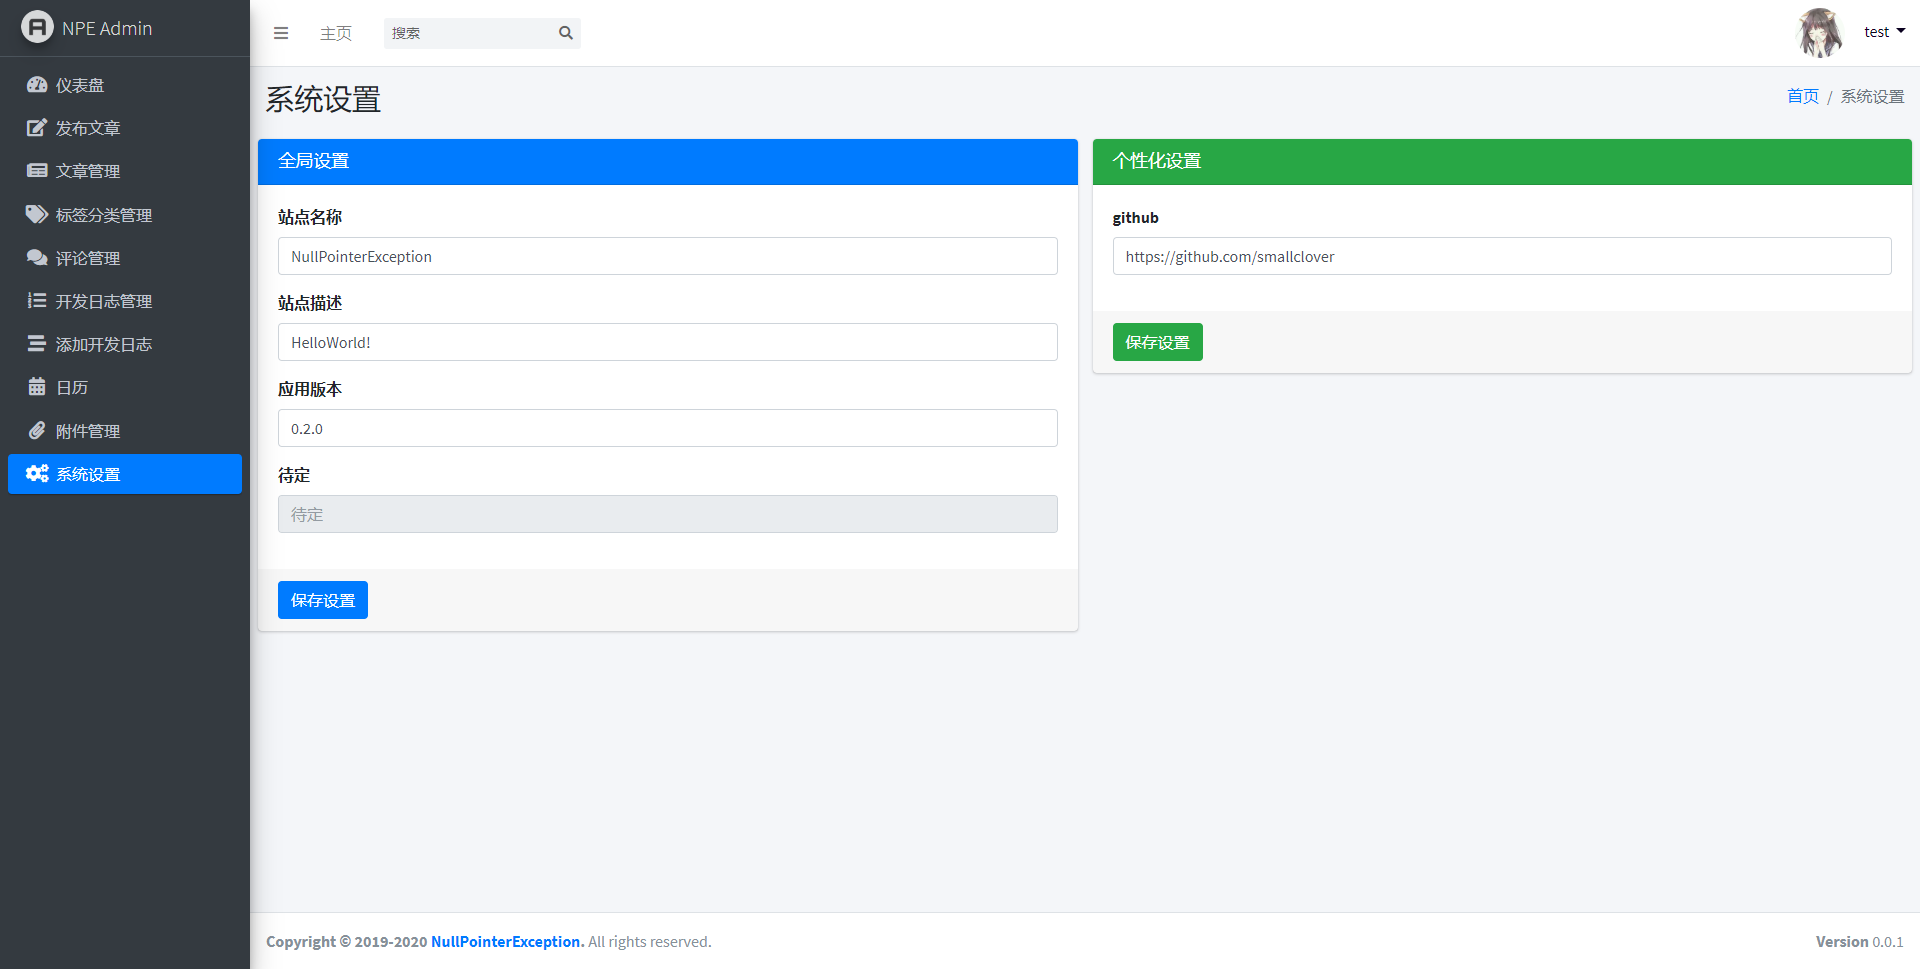 NPE Admin
仪表盘
发布文章
文章管理
标签分类管理
评论管理
开发日志管理
添加开发日志
日历
附件管理
系统设置
主页
搜索
test
系统设置
首页 / 系统设置
全局设置
站点名称
NullPointerException
站点描述
HelloWorld!
应用版本
0.2.0
待定
待定
保存设置
个性化设置
github
https://github.com/smallclover
保存设置
Copyright © 2019-2020 NullPointerException. All rights reserved.
Version 0.0.1